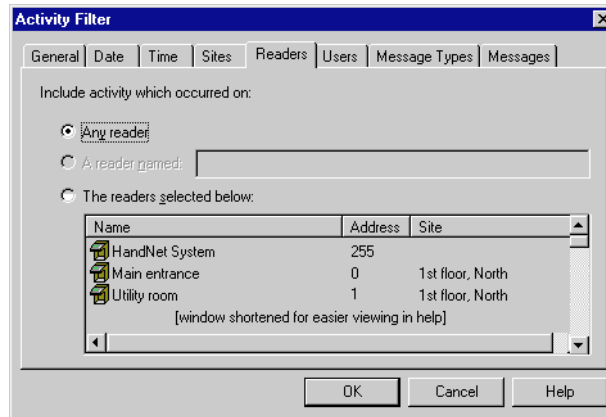 Activity Filter
General Date Time Sites Readers Users Message Types Messages
Include activity which occurred on:
Any reader
A reader named:
The readers selected below:
Name Address Site
HandNet System 255
Main entrance 0 1st floor, North
Utility room 1 1st floor, North
[window shortened for easier viewing in help]
OK Cancel Help